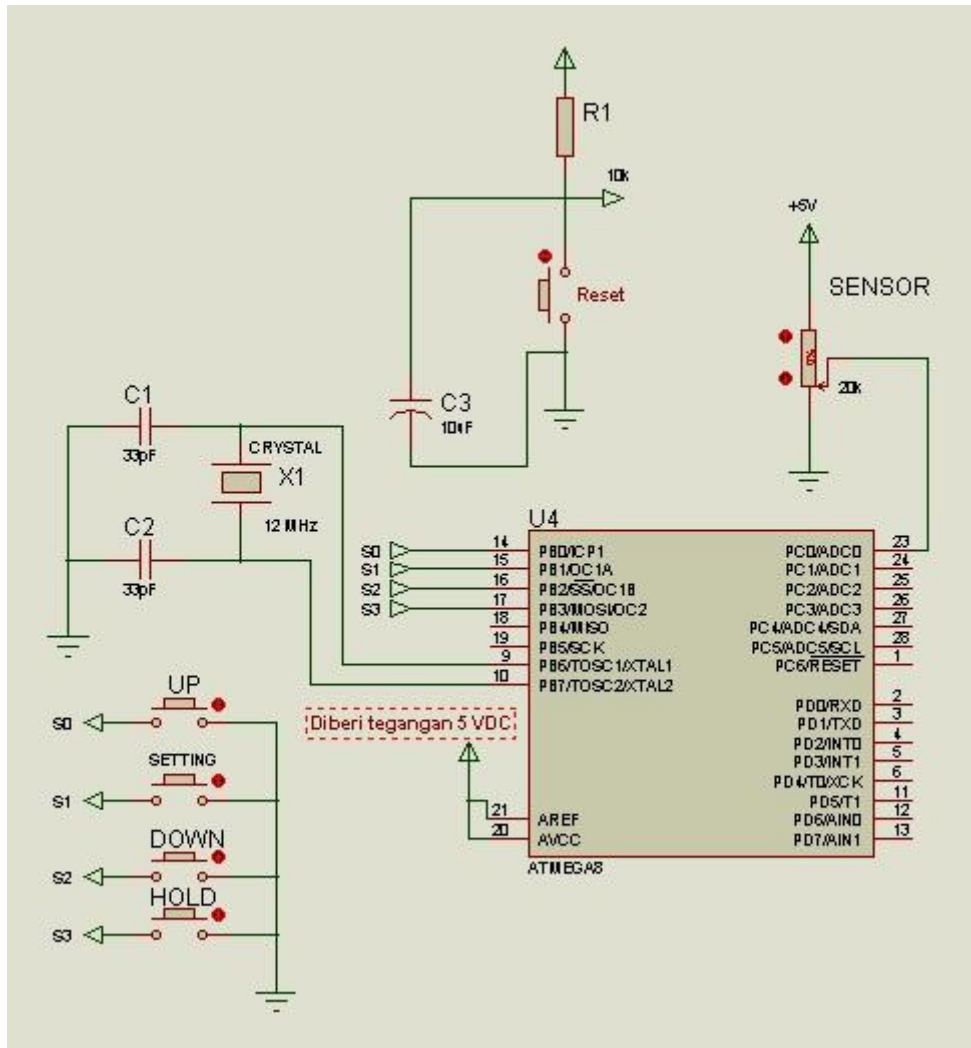 R1
10k
+5V
Reset
SENSOR
20k
C3
10uF
C1
33pF
CRYSTAL
X1
12 MHz
C2
33pF
U4
S0
S1
S2
S3
14
15
16
17
18
19
9
10
21
20
PB0/ICP1
PB1/OC1A
PB2/SS/OC1B
PB3/MOSI/OC2
PB4/MISO
PB5/SCK
PB6/TOSC1/XTAL1
PB7/TOSC2/XTAL2
AREF
AVCC
PC0/ADC0
PC1/ADC1
PC2/ADC2
PC3/ADC3
PC4/ADC4/SDA
PC5/ADC5/SCL
PC6/RESET
PD0/RXD
PD1/TXD
PD2/INT0
PD3/INT1
PD4/T0/XCK
PD5/T1
PD6/AIN0
PD7/AIN1
23
24
25
26
27
28
1
2
3
4
5
6
11
12
13
ATMEGA8
Diberi tegangan 5 VDC
UP
S0
SETTING
S1
DOWN
S2
HOLD
S3